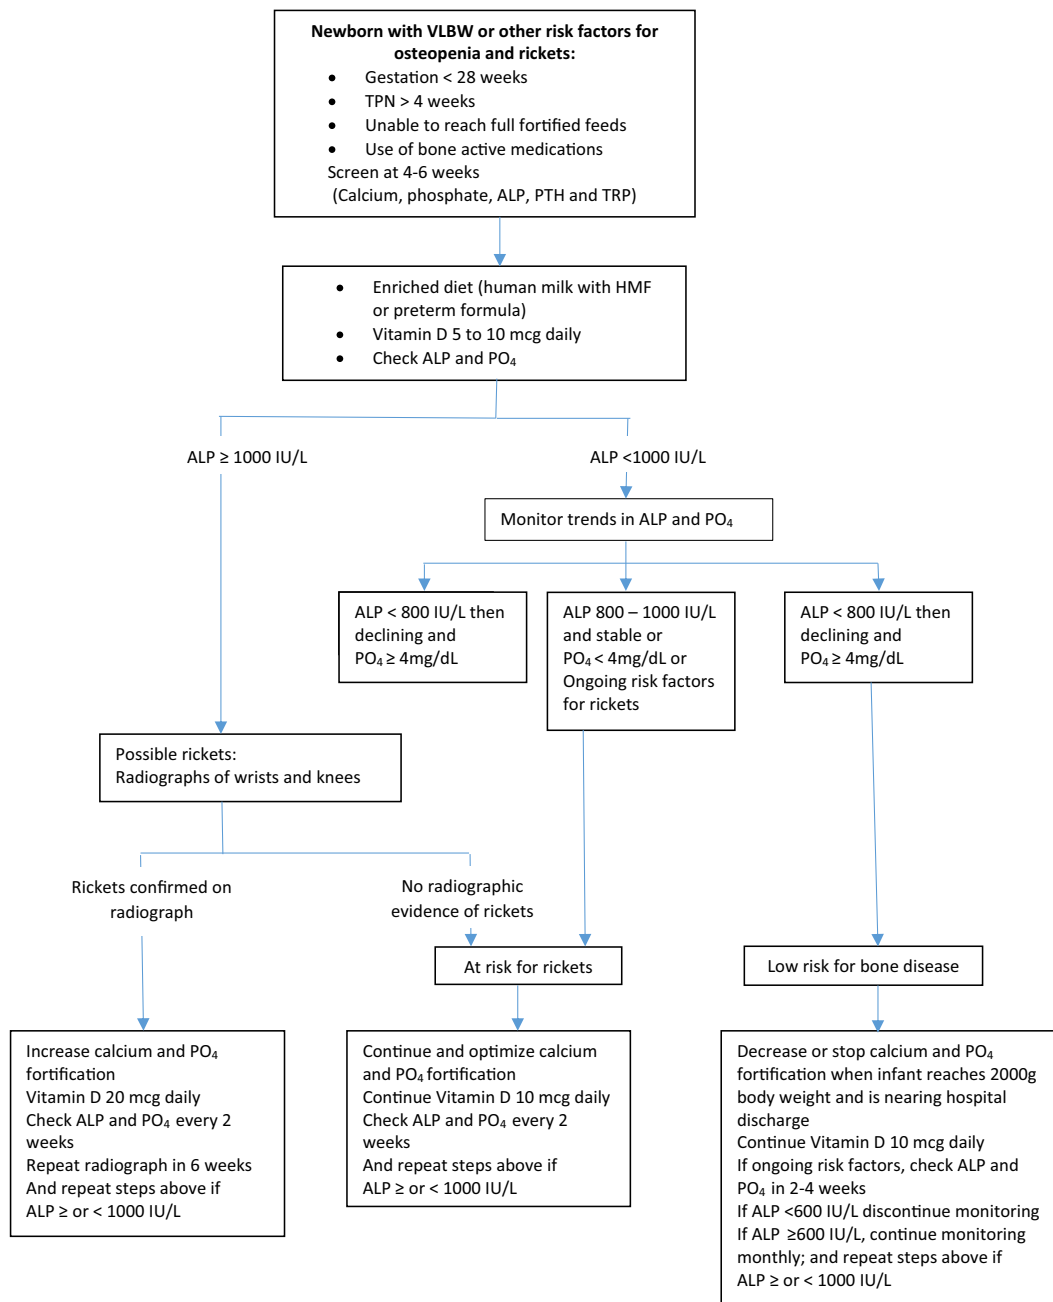 Newborn with VLBW or other risk factors for
osteopenia and rickets:
• Gestation < 28 weeks
• TPN > 4 weeks
• Unable to reach full fortified feeds
• Use of bone active medications
Screen at 4-6 weeks
(Calcium, phosphate, ALP, PTH and TRP)
• Enriched diet (human milk with HMF
or preterm formula)
• Vitamin D 5 to 10 mcg daily
• Check ALP and PO₄
ALP ≥ 1000 IU/L
ALP <1000 IU/L
Monitor trends in ALP and PO₄
ALP < 800 IU/L then
declining and
PO₄ ≥ 4mg/dL
ALP 800 – 1000 IU/L
and stable or
PO₄ < 4mg/dL or
Ongoing risk factors
for rickets
ALP < 800 IU/L then
declining and
PO₄ ≥ 4mg/dL
Possible rickets:
Radiographs of wrists and knees
Rickets confirmed on
radiograph
No radiographic
evidence of rickets
At risk for rickets
Low risk for bone disease
Increase calcium and PO₄
fortification
Vitamin D 20 mcg daily
Check ALP and PO₄ every 2
weeks
Repeat radiograph in 6 weeks
And repeat steps above if
ALP ≥ or < 1000 IU/L
Continue and optimize calcium
and PO₄ fortification
Continue Vitamin D 10 mcg daily
Check ALP and PO₄ every 2
weeks
And repeat steps above if
ALP ≥ or < 1000 IU/L
Decrease or stop calcium and PO₄
fortification when infant reaches 2000g
body weight and is nearing hospital
discharge
Continue Vitamin D 10 mcg daily
If ongoing risk factors, check ALP and
PO₄ in 2-4 weeks
If ALP <600 IU/L discontinue monitoring
If ALP ≥600 IU/L, continue monitoring
monthly; and repeat steps above if
ALP ≥ or < 1000 IU/L